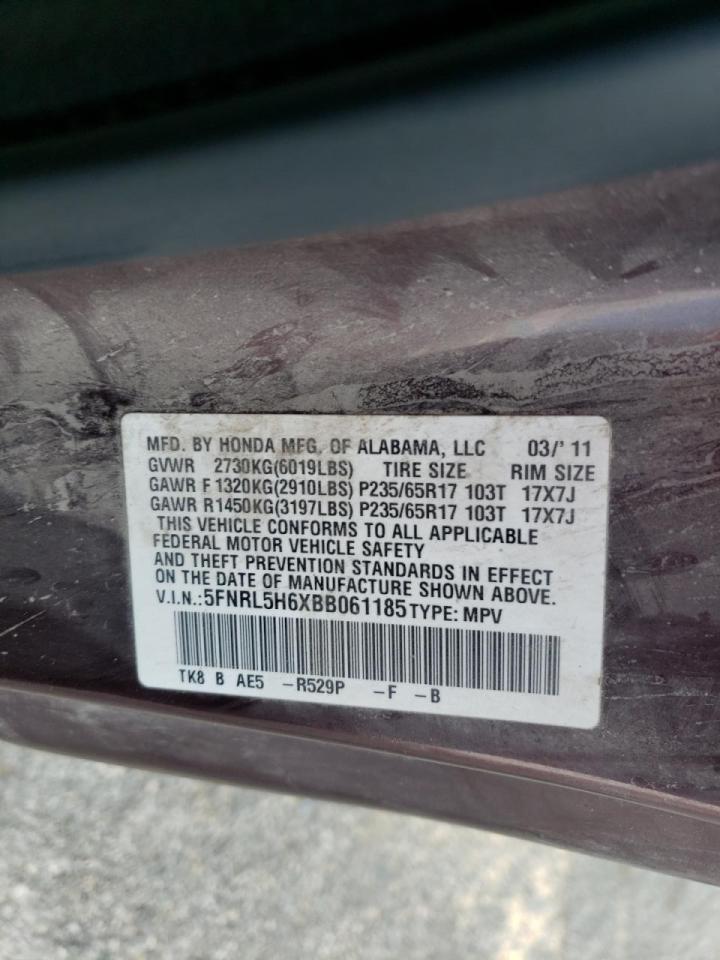 MFD. BY HONDA MFG. OF ALABAMA, LLC 03/' 11
GVWR 2730KG(6019LBS) TIRE SIZE RIM SIZE
GAWR F 1320KG(2910LBS) P235/65R17 103T 17X7J
GAWR R1450KG(3197LBS) P235/65R17 103T 17X7J
THIS VEHICLE CONFORMS TO ALL APPLICABLE
FEDERAL MOTOR VEHICLE SAFETY
AND THEFT PREVENTION STANDARDS IN EFFECT
ON THE DATE OF MANUFACTURE SHOWN ABOVE.
V.I.N.:5FNRL5H6XBB061185 TYPE: MPV
TK8 B AE5 -R529P -F -B